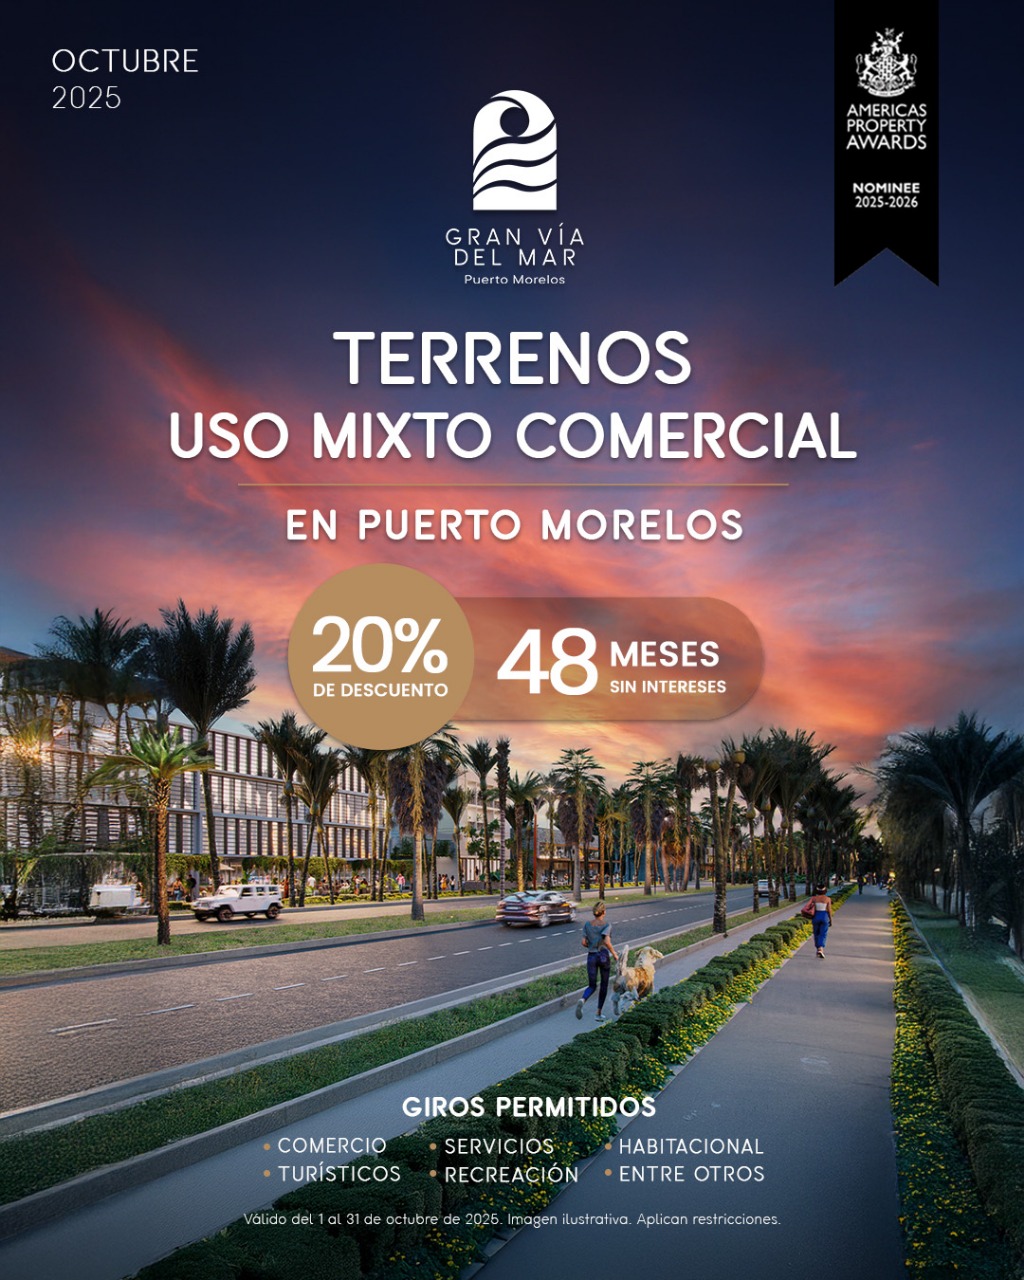 OCTUBRE
2025
AMERICAS
PROPERTY
AWARDS
NOMINEE
2025-2026
GRAN VÍA
DEL MAR
Puerto Morelos
TERRENOS
USO MIXTO COMERCIAL
EN PUERTO MORELOS
20%
DE DESCUENTO
48 MESES
SIN INTERESES
GIROS PERMITIDOS
• COMERCIO • SERVICIOS • HABITACIONAL
• TURÍSTICOS • RECREACIÓN • ENTRE OTROS
Válido del 1 al 31 de octubre de 2025. Imagen ilustrativa. Aplican restricciones.